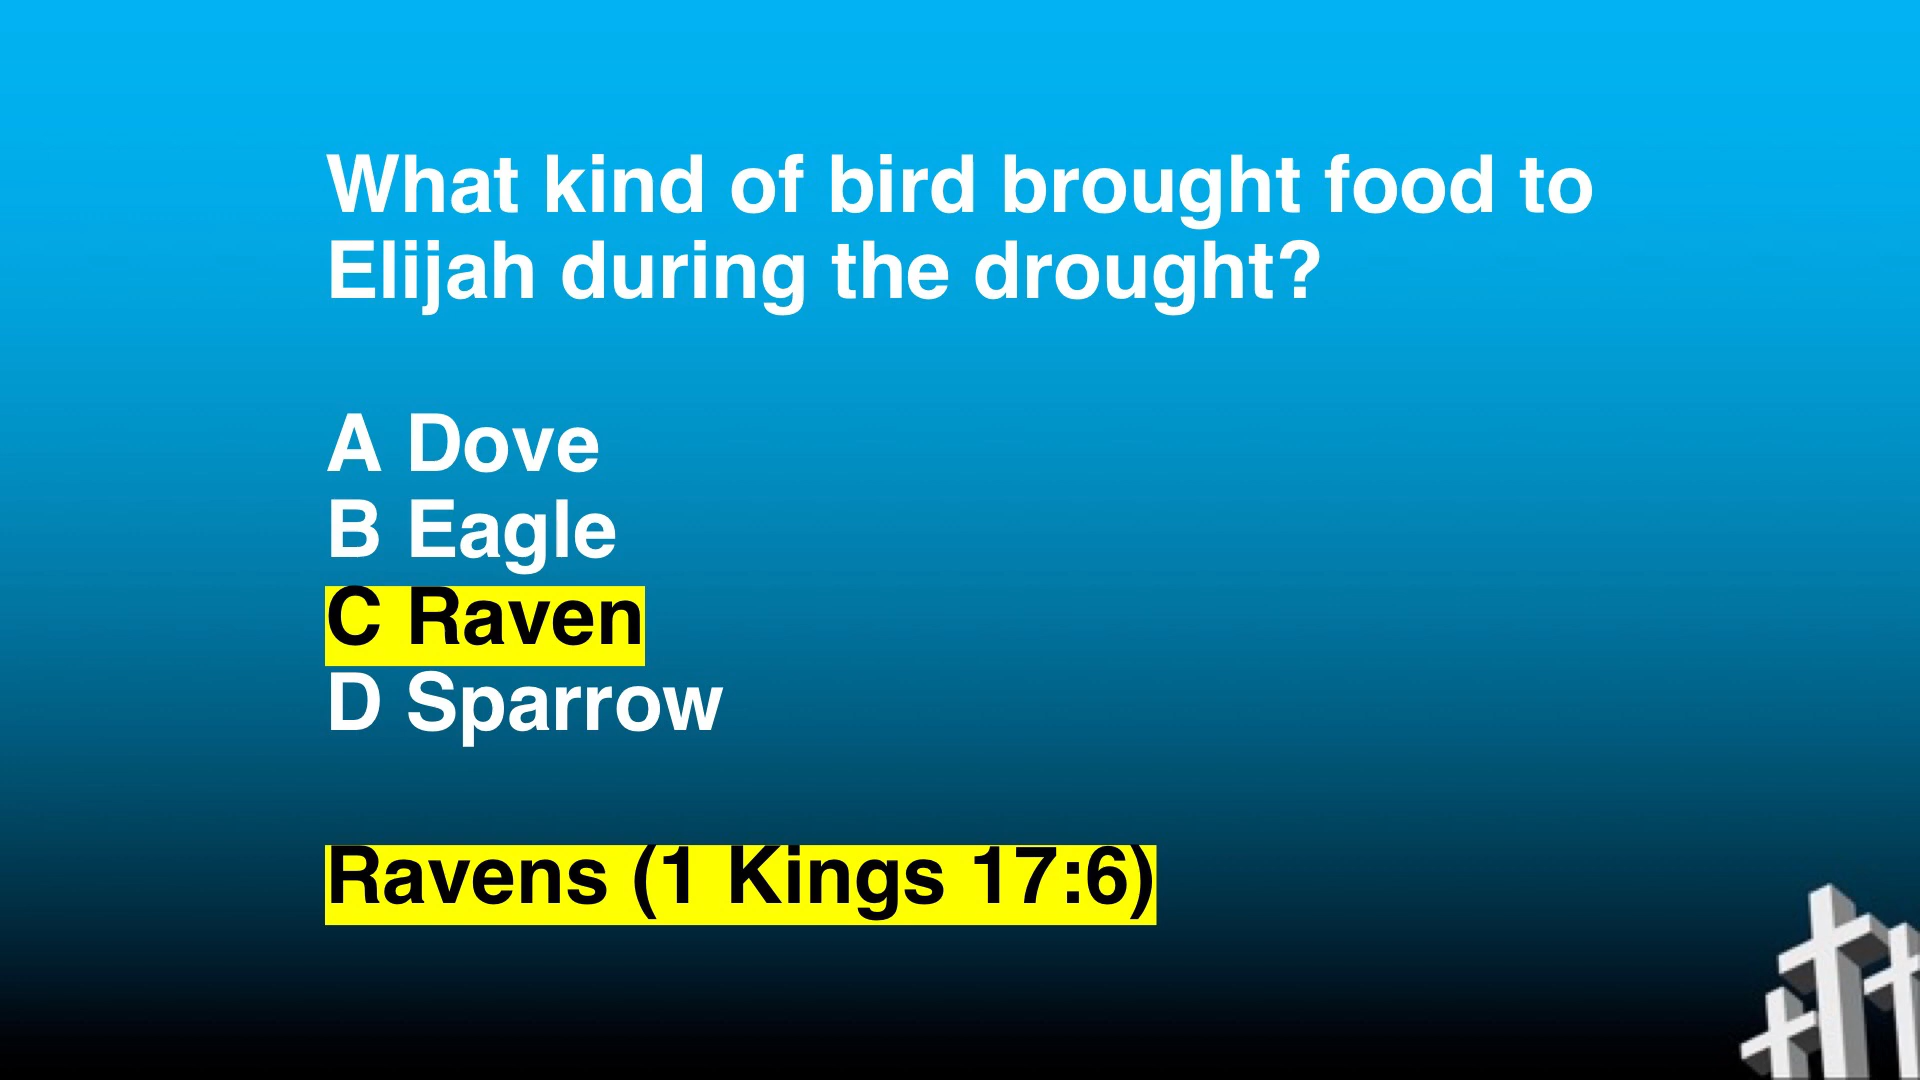 What kind of bird brought food to
Elijah during the drought?
A Dove
B Eagle
C Raven
D Sparrow
Ravens (1 Kings 17:6)